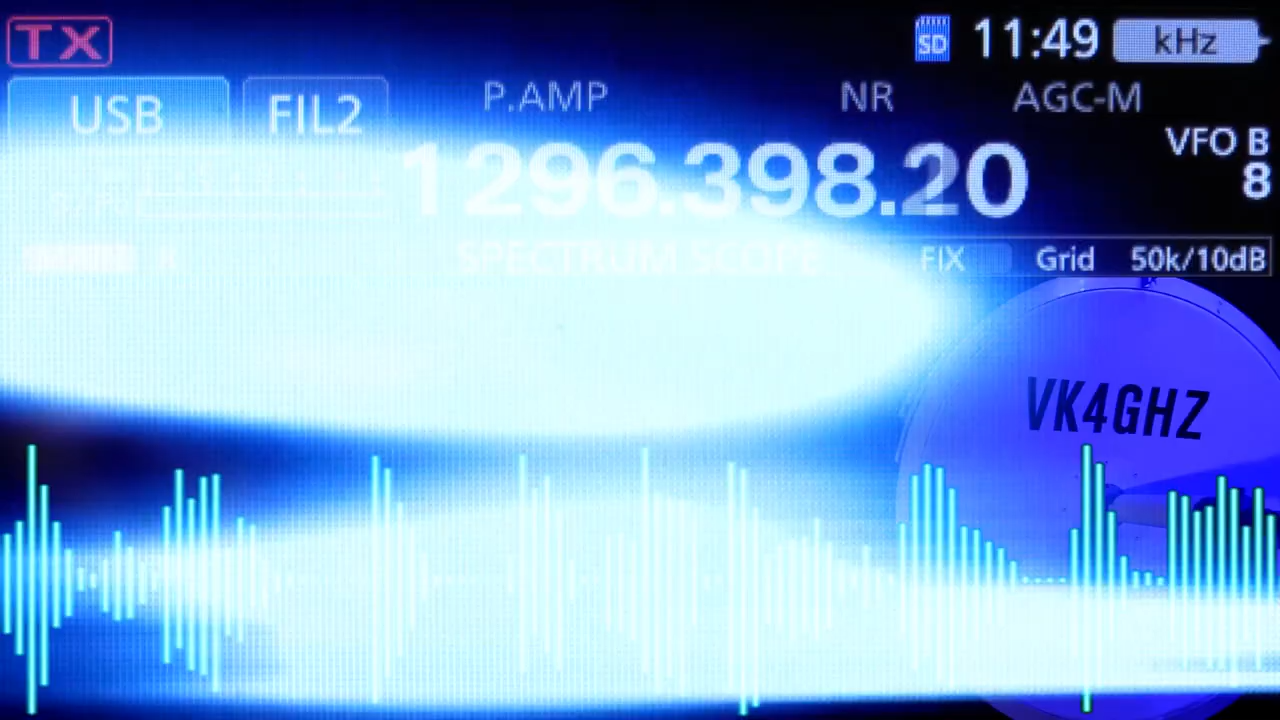 TX
SD 11:49 kHz
USB FIL2 P.AMP NR AGC-M
1296.398.20 VFO B
8
SPECTRUM SCOPE FIX Grid 50k/10dB
VK4GHZ